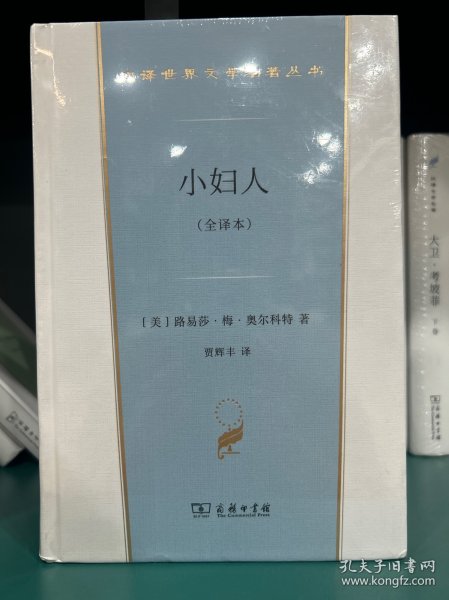 汉译世界文学名著丛书
小妇人
（全译本）
［美］路易莎·梅·奥尔科特 著
贾辉丰 译
商务印书馆
The Commercial Press
大卫·考坡菲
下卷
孔夫子旧书网
www.kongfz.com